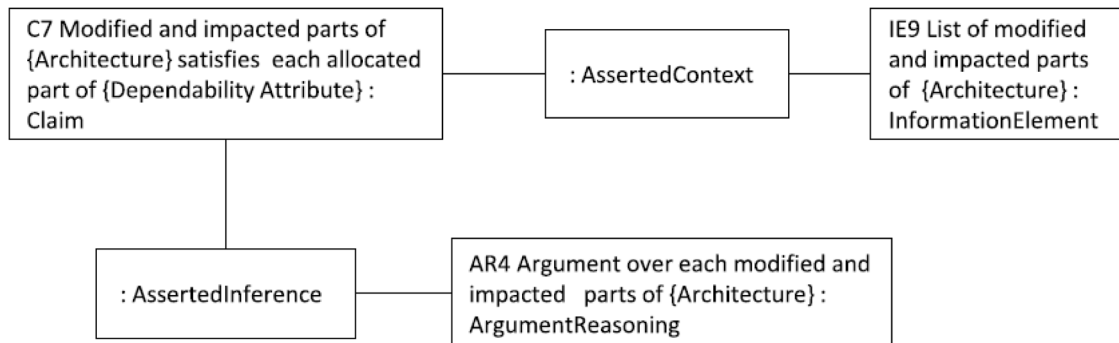 C7 Modified and impacted parts of
{Architecture} satisfies each allocated
part of {Dependability Attribute} :
Claim
: AssertedContext
IE9 List of modified
and impacted parts
of {Architecture} :
InformationElement
: AssertedInference
AR4 Argument over each modified and
impacted parts of {Architecture} :
ArgumentReasoning